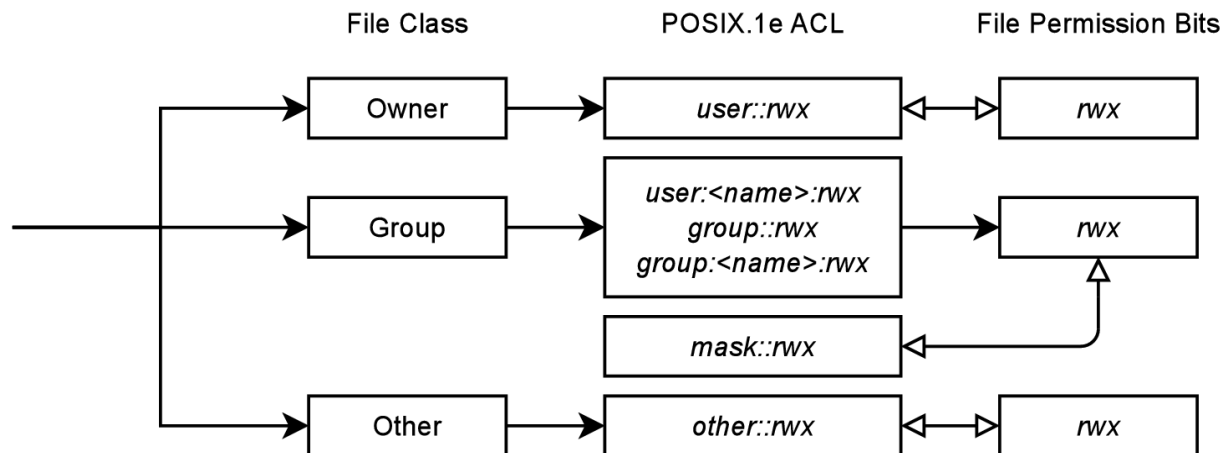 File Class POSIX.1e ACL File Permission Bits
Owner user::rwx rwx
user:<name>:rwx
Group group::rwx rwx
group:<name>:rwx
mask::rwx
Other other::rwx rwx